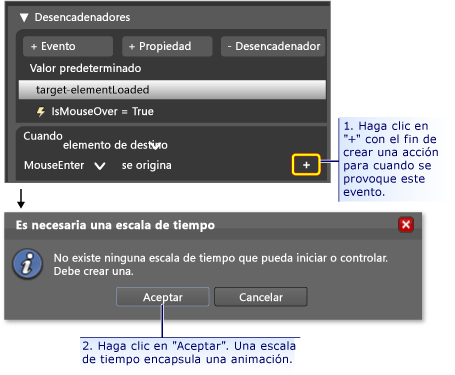 Desencadenadores
+ Evento
+ Propiedad
- Desencadenador
Valor predeterminado
target-elementLoaded
IsMouseOver = True
Cuando
elemento de destino
MouseEnter
se origina
+
1. Haga clic en
"+" con el fin de
crear una acción
para cuando se
provoque este
evento.
Es necesaria una escala de tiempo
No existe ninguna escala de tiempo que pueda iniciar o controlar.
Debe crear una.
Aceptar
Cancelar
2. Haga clic en "Aceptar". Una escala
de tiempo encapsula una animación.